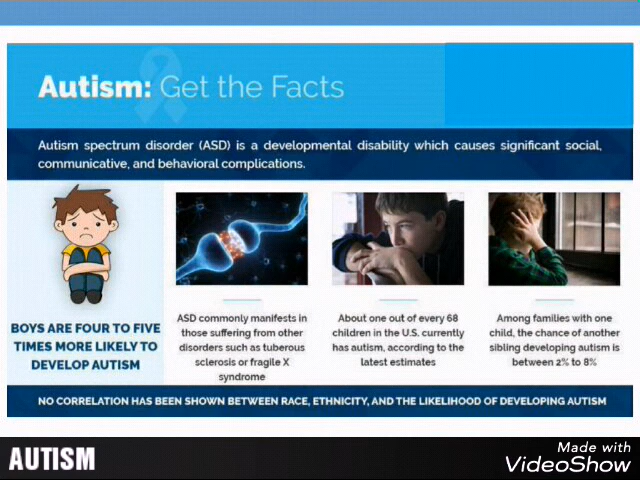 Autism: Get the Facts
Autism spectrum disorder (ASD) is a developmental disability which causes significant social,
communicative, and behavioral complications.
BOYS ARE FOUR TO FIVE
TIMES MORE LIKELY TO
DEVELOP AUTISM
ASD commonly manifests in
those suffering from other
disorders such as tuberous
sclerosis or fragile X
syndrome
About one out of every 68
children in the U.S. currently
has autism, according to the
latest estimates
Among families with one
child, the chance of another
sibling developing autism is
between 2% to 8%
NO CORRELATION HAS BEEN SHOWN BETWEEN RACE, ETHNICITY, AND THE LIKELIHOOD OF DEVELOPING AUTISM
AUTISM
Made with
VideoShow